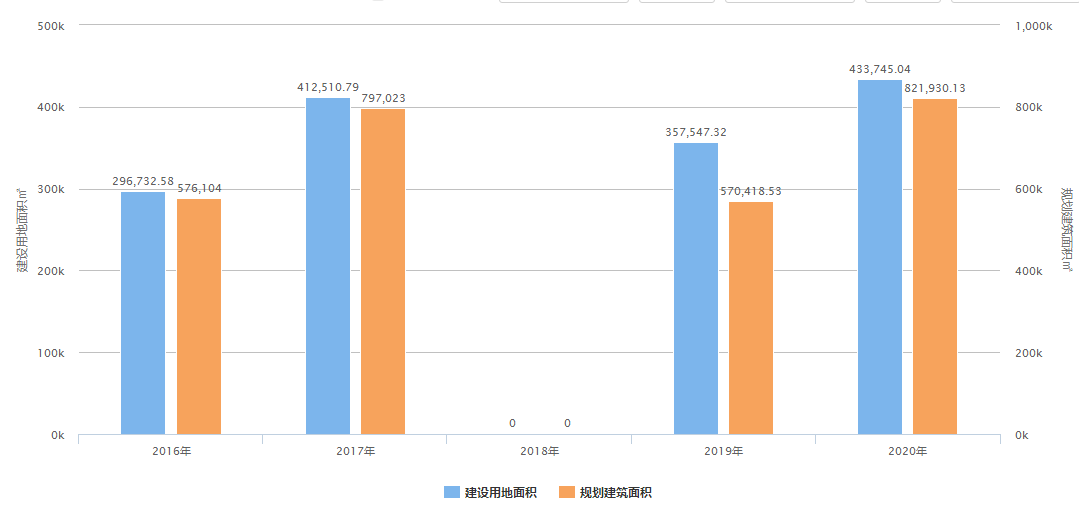 500k
1,000k
433,745.04
412,510.79
821,930.13
797,023
400k
800k
357,547.32
296,732.58
576,104
570,418.53
300k
600k
建设用地面积㎡
规划建筑面积㎡
200k
400k
100k
200k
0
0
0k
0k
2016年
2017年
2018年
2019年
2020年
建设用地面积
规划建筑面积